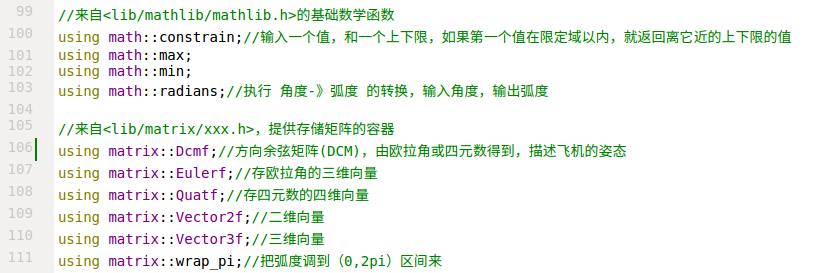 99 //来自<lib/mathlib/mathlib.h>的基础数学函数
100 using math::constrain;//输入一个值，和一个上下限，如果第一个值在限定域以内，就返回离它近的上下限的值
101 using math::max;
102 using math::min;
103 using math::radians;//执行 角度-》弧度 的转换，输入角度，输出弧度
104
105 //来自<lib/matrix/xxx.h>，提供存储矩阵的容器
106 using matrix::Dcmf;//方向余弦矩阵(DCM)，由欧拉角或四元数得到，描述飞机的姿态
107 using matrix::Eulerf;//存欧拉角的三维向量
108 using matrix::Quatf;//存四元数的四维向量
109 using matrix::Vector2f;//二维向量
110 using matrix::Vector3f;//三维向量
111 using matrix::wrap_pi;//把弧度调到（0,2pi）区间来